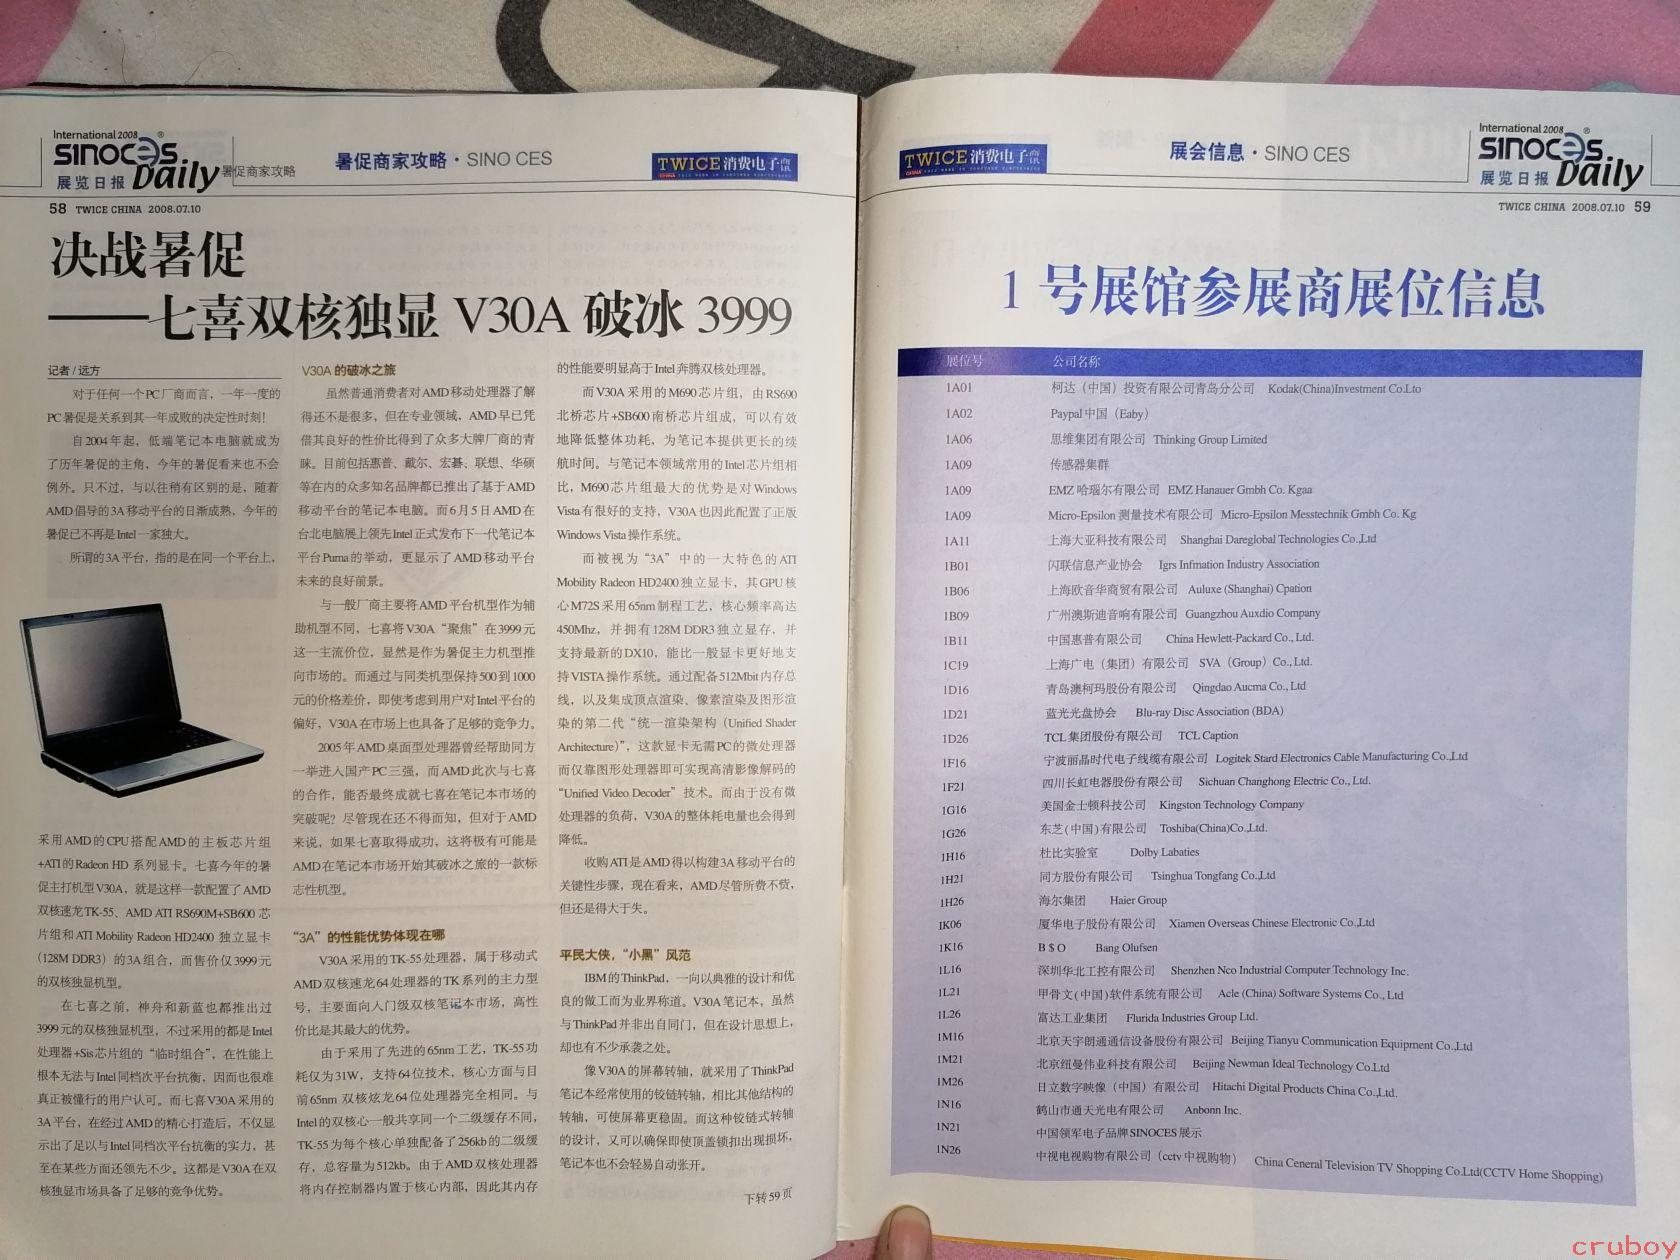 International 2008
SINOCES®
展览日报 Daily
暑促商家攻略
暑促商家攻略·SINO CES
TWICE消费电子商讯
58 TWICE CHINA 2008.07.10
决战暑促
——七喜双核独显 V30A 破冰 3999
记者/远方
对于任何一个PC厂商而言，一年一度的
PC暑促是关系到其一年成败的决定性时刻！
自2004年起，低端笔记本电脑就成为
了历年暑促的主角，今年的暑促看来也不会
例外。只不过，与以往稍有区别的是，随着
AMD倡导的3A移动平台的日渐成熟，今年的
暑促已不再是Intel一家独大。
所谓的3A平台，指的是在同一个平台上，
采用AMD的CPU搭配AMD的主板芯片组
+ATI的Radeon HD 系列显卡。七喜今年的暑
促主打机型V30A，就是这样一款配置了AMD
双核速龙TK-55、AMD ATI RS690M+SB600 芯
片组和ATI Mobility Radeon HD2400 独立显卡
（128M DDR3）的3A组合，而售价仅3999元
的双核独显机型。
在七喜之前，神舟和新蓝也都推出过
3999元的双核独显机型，不过采用的都是Intel
处理器+Sis芯片组的“临时组合”，在性能上
根本无法与Intel同档次平台抗衡，因而也很难
真正被懂行的用户认可。而七喜V30A采用的
3A平台，在经过AMD的精心打造后，不仅显
示出了足以与Intel同档次平台抗衡的实力，甚
至在某些方面还领先不少。这都是V30A在双
核独显市场具备了足够的竞争优势。
V30A的破冰之旅
虽然普通消费者对AMD移动处理器了解
得还不是很多，但在专业领域，AMD早已凭
借其良好的性价比得到了众多大牌厂商的青
睐。目前包括惠普、戴尔、宏碁、联想、华硕
等在内的众多知名品牌都已推出了基于AMD
移动平台的笔记本电脑。而6月5日AMD在
台北电脑展上领先Intel正式发布下一代笔记本
平台Puma的举动，更显示了AMD移动平台
未来的良好前景。
与一般厂商主要将AMD平台机型作为辅
助机型不同，七喜将V30A“聚焦”在3999元
这一主流价位，显然是作为暑促主力机型推
向市场的。而通过与同类机型保持500到1000
元的价格差价，即使考虑到用户对Intel平台的
偏好，V30A在市场上也具备了足够的竞争力。
2005年AMD桌面型处理器曾经帮助同方
一举进入国产PC三强，而AMD此次与七喜
的合作，能否最终成就七喜在笔记本市场的
突破呢？尽管现在还不得而知，但对于AMD
来说，如果七喜取得成功，这将极有可能是
AMD在笔记本市场开始其破冰之旅的一款标
志性机型。
“3A”的性能优势体现在哪
V30A采用的TK-55处理器，属于移动式
AMD双核速龙64处理器的TK系列的主力型
号，主要面向入门级双核笔记本市场，高性
价比是其最大的优势。
由于采用了先进的65nm工艺，TK-55功
耗仅为31W，支持64位技术，核心方面与目
前65nm 双核炫龙64位处理器完全相同。与
Intel的双核心一般共享同一个二级缓存不同，
TK-55为每个核心单独配备了256kb的二级缓
存，总容量为512kb。由于AMD双核处理器
将内存控制器内置于核心内部，因此其内存
的性能要明显高于Intel奔腾双核处理器。
而V30A采用的M690芯片组，由RS690
北桥芯片+SB600南桥芯片组成，可以有效
地降低整体功耗，为笔记本提供更长的续
航时间。与笔记本领域常用的Intel芯片组相
比，M690芯片组最大的优势是对Windows
Vista有很好的支持，V30A也因此配置了正版
Windows Vista操作系统。
而被视为“3A”中的一大特色的ATI
Mobility Radeon HD2400独立显卡，其GPU核
心M72S采用65nm制程工艺，核心频率高达
450Mhz，并拥有128M DDR3独立显存，并
支持最新的DX10，能比一般显卡更好地支
持VISTA操作系统。通过配备512Mbit内存总
线，以及集成顶点渲染、像素渲染及图形渲
染的第二代“统一渲染架构（Unified Shader
Architecture）”，这款显卡无需PC的微处理器
而仅靠图形处理器即可实现高清影像解码的
“Unified Video Decoder”技术。而由于没有微
处理器的负荷，V30A的整体耗电量也会得到
降低。
收购ATI是AMD得以构建3A移动平台的
关键性步骤，现在看来，AMD尽管所费不赀，
但还是得大于失。
平民大侠，“小黑”风范
IBM的ThinkPad，一向以典雅的设计和优
良的做工而为业界称道。V30A笔记本，虽然
与ThinkPad并非出自同门，但在设计思想上，
却也有不少承袭之处。
像V30A的屏幕转轴，就采用了ThinkPad
笔记本经常使用的铰链转轴，相比其他结构的
转轴，可使屏幕更稳固。而这种铰链式转轴
的设计，又可以确保即使顶盖锁扣出现损坏，
笔记本也不会轻易自动张开。
下转59页
TWICE消费电子商讯
展会信息·SINO CES
International 2008
SINOCES®
展览日报 Daily
TWICE CHINA 2008.07.10 59
1 号展馆参展商展位信息
展位号 公司名称
1A01 柯达（中国）投资有限公司青岛分公司 Kodak(China)Investment Co.Lto
1A02 Paypal中国（Eaby）
1A06 思维集团有限公司 Thinking Group Limited
1A09 传感器集群
1A09 EMZ哈瑙尔有限公司 EMZ Hanauer Gmbh Co. Kgaa
1A09 Micro-Epsilon 测量技术有限公司 Micro-Epsilon Messtechnik Gmbh Co. Kg
1A11 上海大亚科技有限公司 Shanghai Dareglobal Technologies Co.,Ltd
1B01 闪联信息产业协会 Igrs Infmation Industry Association
1B06 上海欧音华商贸有限公司 Auluxe (Shanghai) Cpation
1B09 广州澳斯迪音响有限公司 Guangzhou Auxdio Company
1B11 中国惠普有限公司 China Hewlett-Packard Co., Ltd.
1C19 上海广电（集团）有限公司 SVA（Group）Co., Ltd.
1D16 青岛澳柯玛股份有限公司 Qingdao Aucma Co., Ltd
1D21 蓝光光盘协会 Blu-ray Disc Association (BDA)
1D26 TCL集团股份有限公司 TCL Caption
1F16 宁波丽晶时代电子线缆有限公司 Logitek Stard Electronics Cable Manufacturing Co.,Ltd
1F21 四川长虹电器股份有限公司 Sichuan Changhong Electric Co., Ltd.
1G16 美国金士顿科技公司 Kingston Technology Company
1G26 东芝(中国)有限公司 Toshiba(China)Co.,Ltd.
1H16 杜比实验室 Dolby Labaties
1H21 同方股份有限公司 Tsinghua Tongfang Co.,Ltd
1H26 海尔集团 Haier Group
IK06 厦华电子股份有限公司 Xiamen Overseas Chinese Electronic Co.,Ltd
1K16 B $ O Bang Olufsen
1L16 深圳华北工控有限公司 Shenzhen Nco Industrial Computer Technology Inc.
1L21 甲骨文(中国)软件系统有限公司 Acle (China) Software Systems Co., Ltd
1L26 富达工业集团 Flurida Industries Group Ltd.
1M16 北京天宇朗通通信设备股份有限公司 Beijing Tianyu Communication Equipment Co.,Ltd
1M21 北京纽曼伟业科技有限公司 Beijing Newman Ideal Technology Co.Ltd
1M26 日立数字映像（中国）有限公司 Hitachi Digital Products China Co.,Ltd.
1N16 鹤山市通天光电有限公司 Anbonn Inc.
1N21 中国领军电子品牌SINOCES展示
1N26 中视电视购物有限公司（cctv中视购物） China Ceneral Television TV Shopping Co.Ltd(CCTV Home Shopping)
cruboy